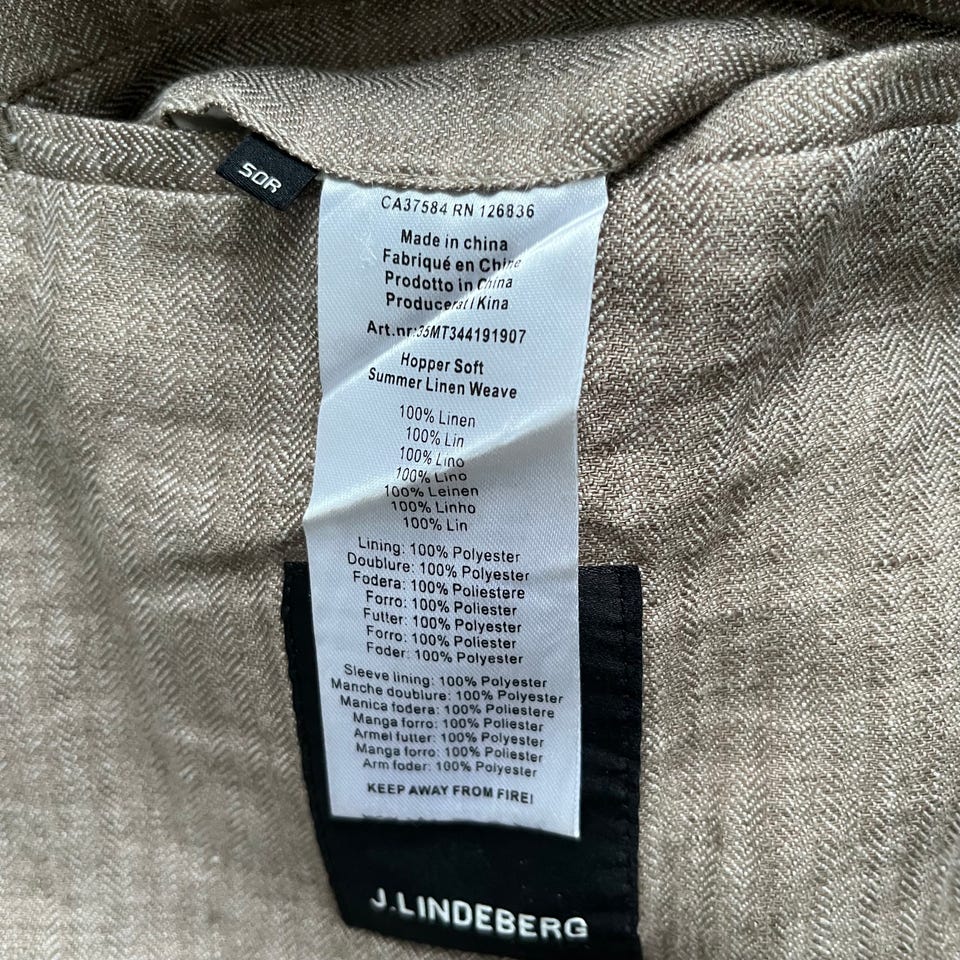 50R
CA37584 RN 126836
Made in china
Fabriqué en Chine
Prodotto in China
Producerat I Kina
Art.nr:35MT344191907
Hopper Soft
Summer Linen Weave
100% Linen
100% Lin
100% Lino
100% Lino
100% Leinen
100% Linho
100% Lin
Lining: 100% Polyester
Doublure: 100% Polyester
Fodera: 100% Poliestere
Forro: 100% Poliester
Futter: 100% Polyester
Forro: 100% Poliester
Foder: 100% Polyester
Sleeve lining: 100% Polyester
Manche doublure: 100% Polyester
Manica fodera: 100% Poliestere
Manga forro: 100% Poliester
Armel futter: 100% Polyester
Manga forro: 100% Poliester
Arm foder: 100% Polyester
KEEP AWAY FROM FIRE!
J.LINDEBERG